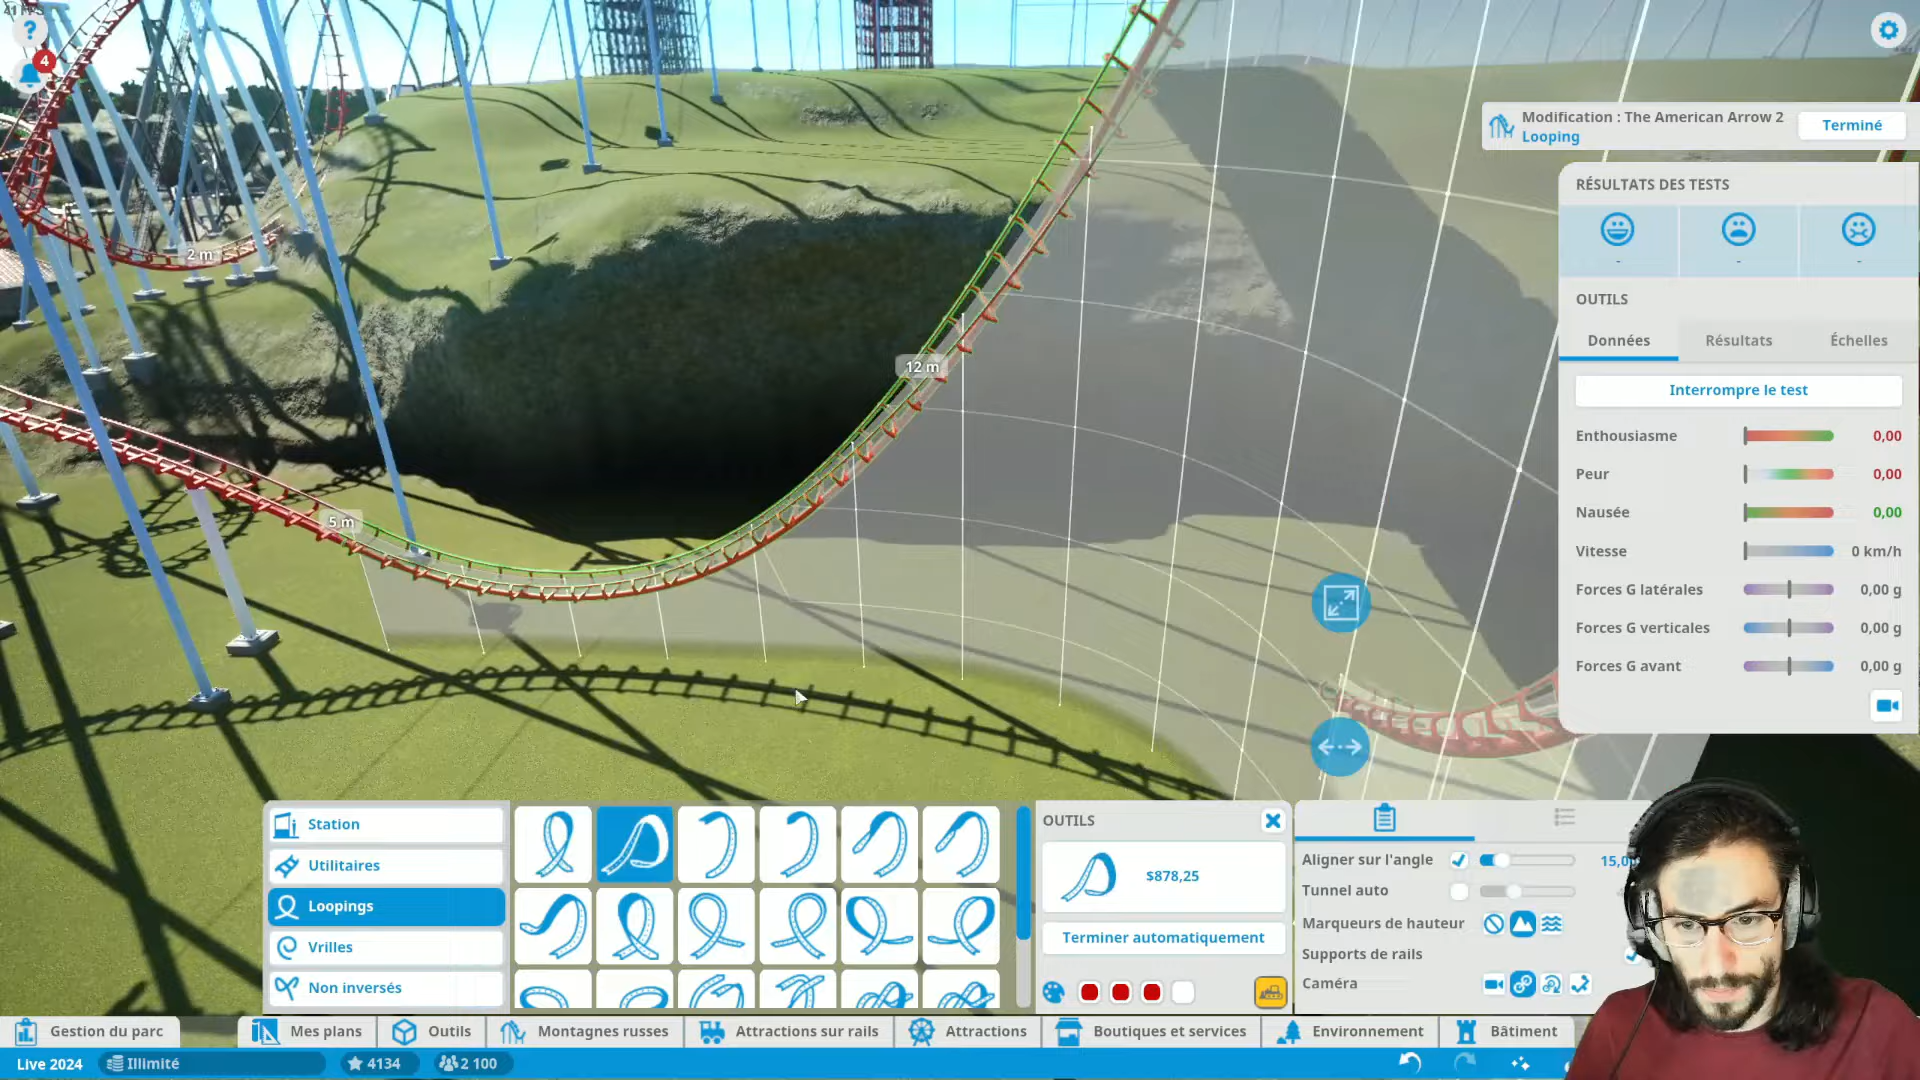 4
Modification : The American Arrow 2
Looping
Terminé
RÉSULTATS DES TESTS
- - -
OUTILS
Données Résultats Échelles
Interrompre le test
Enthousiasme 0,00
Peur 0,00
Nausée 0,00
Vitesse 0 km/h
Forces G latérales 0,00 g
Forces G verticales 0,00 g
Forces G avant 0,00 g
2 m
12 m
5 m
Station
Utilitaires
Loopings
Vrilles
Non inversés
OUTILS
$878,25
Terminer automatiquement
Aligner sur l'angle
Tunnel auto
Marqueurs de hauteur
Supports de rails
Caméra
Gestion du parc Mes plans Outils Montagnes russes Attractions sur rails Attractions Boutiques et services Environnement Bâtiment
Live 2024 Illimité 4134 2 100